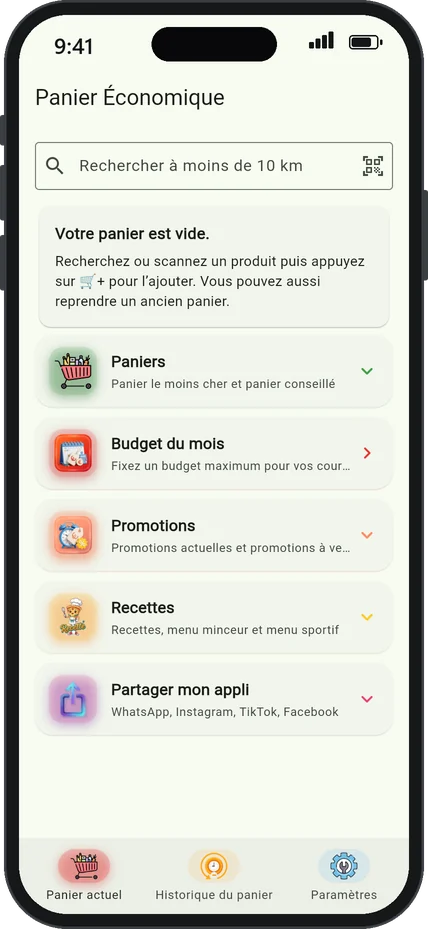 9:41
Panier Économique
Rechercher à moins de 10 km
Votre panier est vide.
Recherchez ou scannez un produit puis appuyez
sur 🛒+ pour l’ajouter. Vous pouvez aussi
reprendre un ancien panier.
Paniers
Panier le moins cher et panier conseillé
Budget du mois
Fixez un budget maximum pour vos cour…
Promotions
Promotions actuelles et promotions à ve…
Recettes
Recettes, menu minceur et menu sportif
Partager mon appli
WhatsApp, Instagram, TikTok, Facebook
Panier actuel
Historique du panier
Paramètres